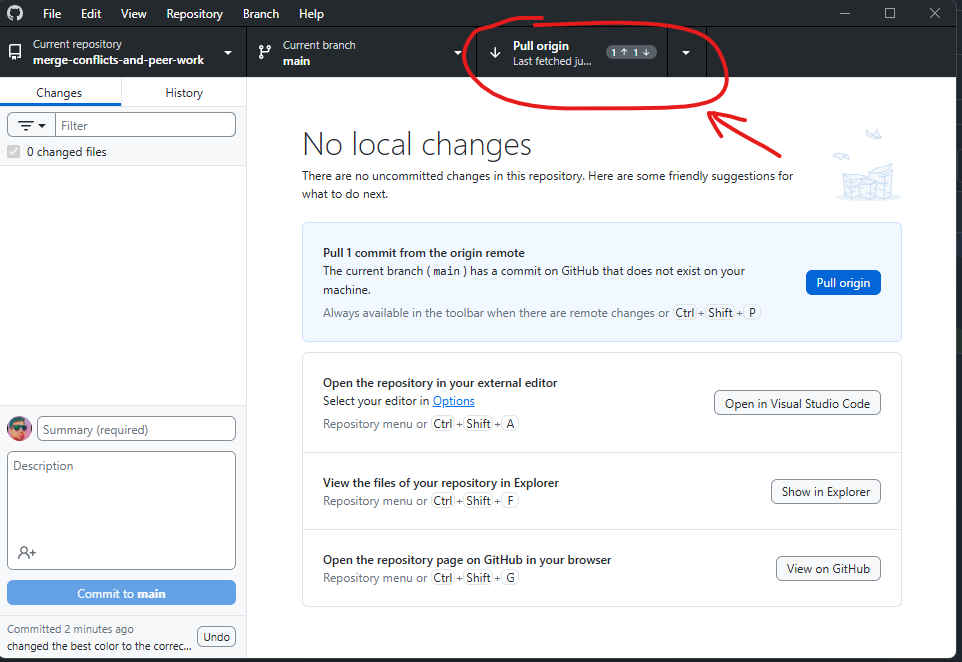 File Edit View Repository Branch Help
Current repository
merge-conflicts-and-peer-work
Current branch
main
Pull origin
Last fetched ju...
1 ↑ 1 ↓
Changes History
Filter
0 changed files
No local changes
There are no uncommitted changes in this repository. Here are some friendly suggestions for
what to do next.
Pull 1 commit from the origin remote
The current branch ( main ) has a commit on GitHub that does not exist on your
machine.
Always available in the toolbar when there are remote changes or Ctrl + Shift + P
Pull origin
Open the repository in your external editor
Select your editor in Options
Repository menu or Ctrl + Shift + A
Open in Visual Studio Code
View the files of your repository in Explorer
Repository menu or Ctrl + Shift + F
Show in Explorer
Open the repository page on GitHub in your browser
Repository menu or Ctrl + Shift + G
View on GitHub
Summary (required)
Description
Commit to main
Committed 2 minutes ago
changed the best color to the correc...
Undo